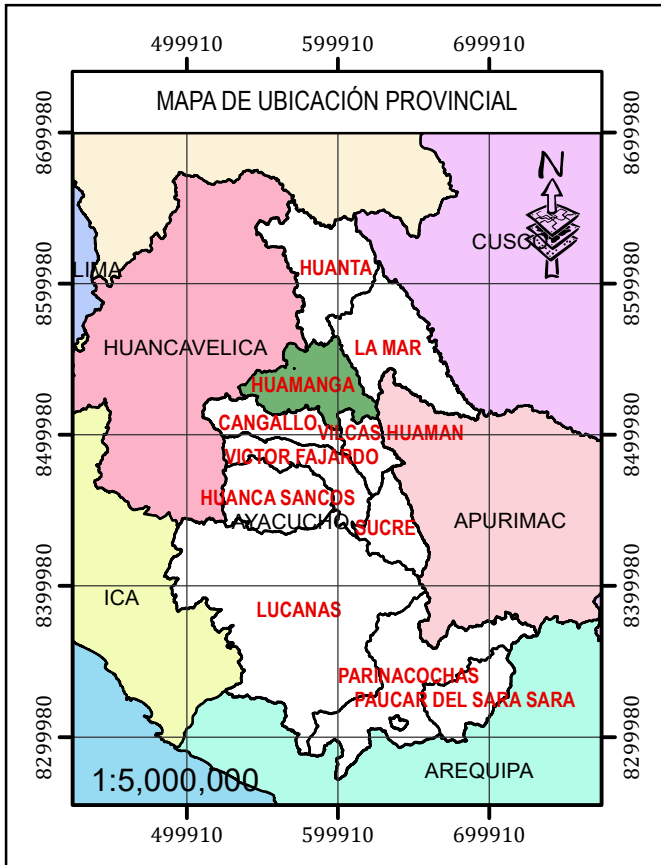 499910 599910 699910
MAPA DE UBICACIÓN PROVINCIAL
8699980 8699980
N
CUSCO
HUANTA
LIMA
8599980 8599980
HUANCAVELICA
LA MAR
HUAMANGA
CANGALLO
VILCAS HUAMAN
8499980 8499980
VICTOR FAJARDO
HUANCA SANCOS
AYACUCHO
SUCRE
APURIMAC
8399980 8399980
ICA
LUCANAS
PARINACOCHAS
PAUCAR DEL SARA SARA
8299980 8299980
AREQUIPA
1:5,000,000
499910 599910 699910